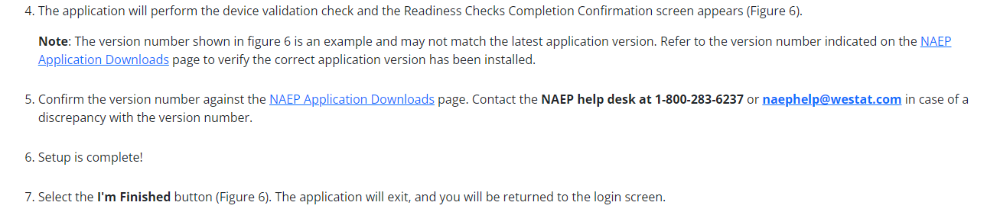 4. The application will perform the device validation check and the Readiness Checks Completion Confirmation screen appears (Figure 6).
Note: The version number shown in figure 6 is an example and may not match the latest application version. Refer to the version number indicated on the NAEP
Application Downloads page to verify the correct application version has been installed.
5. Confirm the version number against the NAEP Application Downloads page. Contact the NAEP help desk at 1-800-283-6237 or naephelp@westat.com in case of a
discrepancy with the version number.
6. Setup is complete!
7. Select the I'm Finished button (Figure 6). The application will exit, and you will be returned to the login screen.